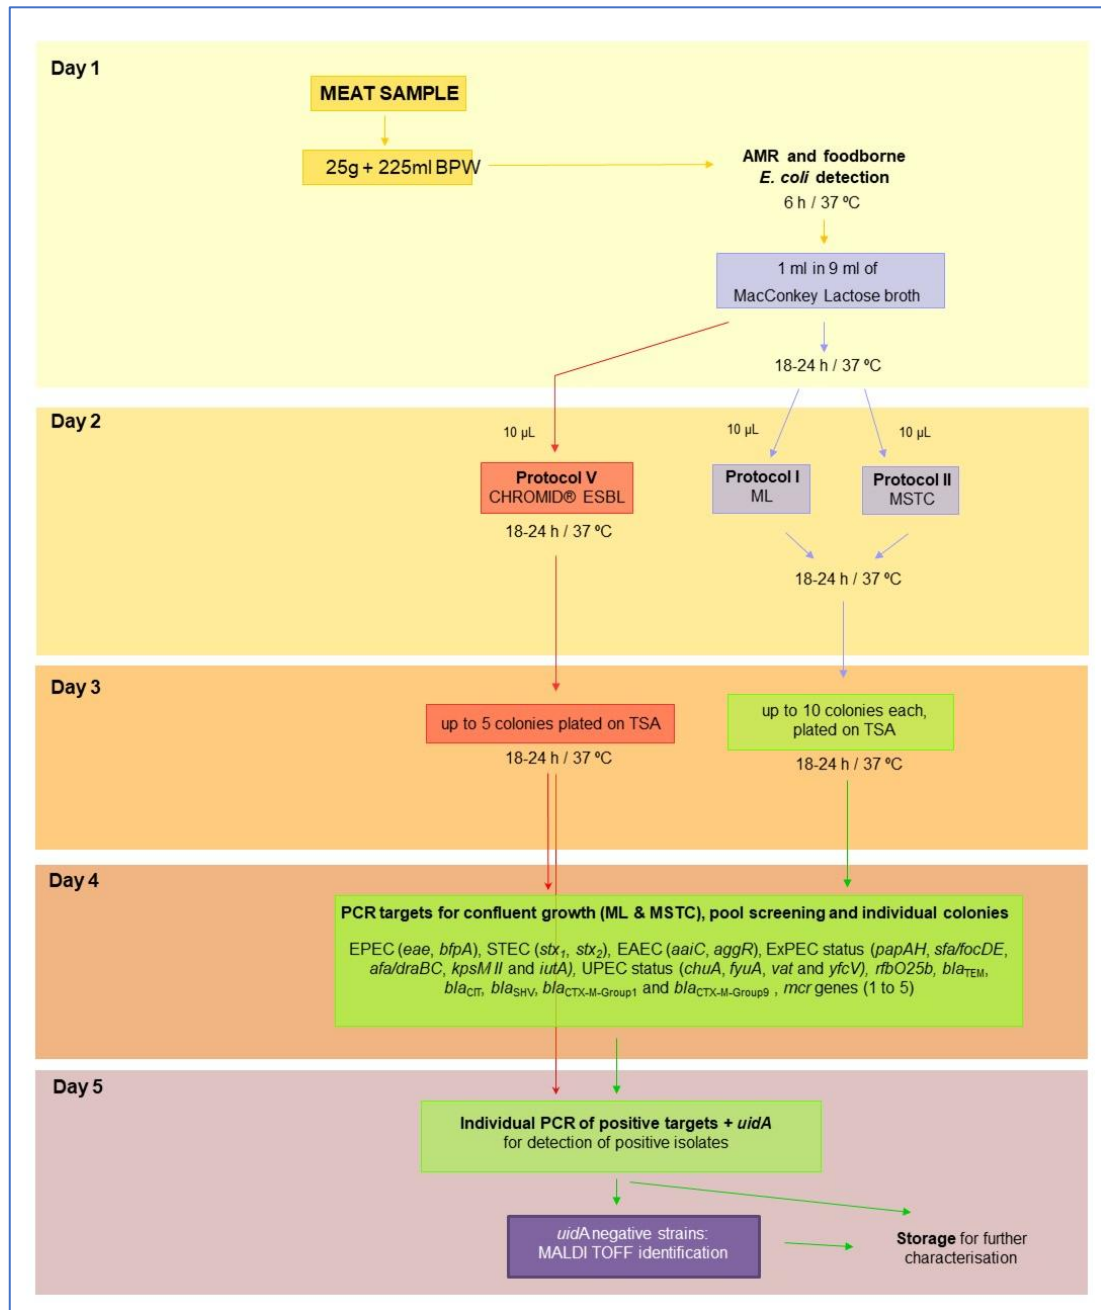 Day 1
MEAT SAMPLE
25g + 225ml BPW
AMR and foodborne
E. coli detection
6 h / 37 ºC
1 ml in 9 ml of
MacConkey Lactose broth
18-24 h / 37 ºC
Day 2
10 µL
10 µL
10 µL
Protocol V
CHROMID® ESBL
18-24 h / 37 ºC
Protocol I
ML
Protocol II
MSTC
18-24 h / 37 ºC
Day 3
up to 5 colonies plated on TSA
18-24 h / 37 ºC
up to 10 colonies each,
plated on TSA
18-24 h / 37 ºC
Day 4
PCR targets for confluent growth (ML & MSTC), pool screening and individual colonies
EPEC (eae, bfpA), STEC (stx₁, stx₂), EAEC (aaiC, aggR), ExPEC status (papAH, sfa/focDE,
afa/draBC, kpsM II and iutA), UPEC status (chuA, fyuA, vat and yfcV), rfbO25b, blaTEM,
blaCIT, blaSHV, blaCTX-M-Group1 and blaCTX-M-Group9 , mcr genes (1 to 5)
Day 5
Individual PCR of positive targets + uidA
for detection of positive isolates
uidA negative strains:
MALDI TOFF identification
Storage for further
characterisation